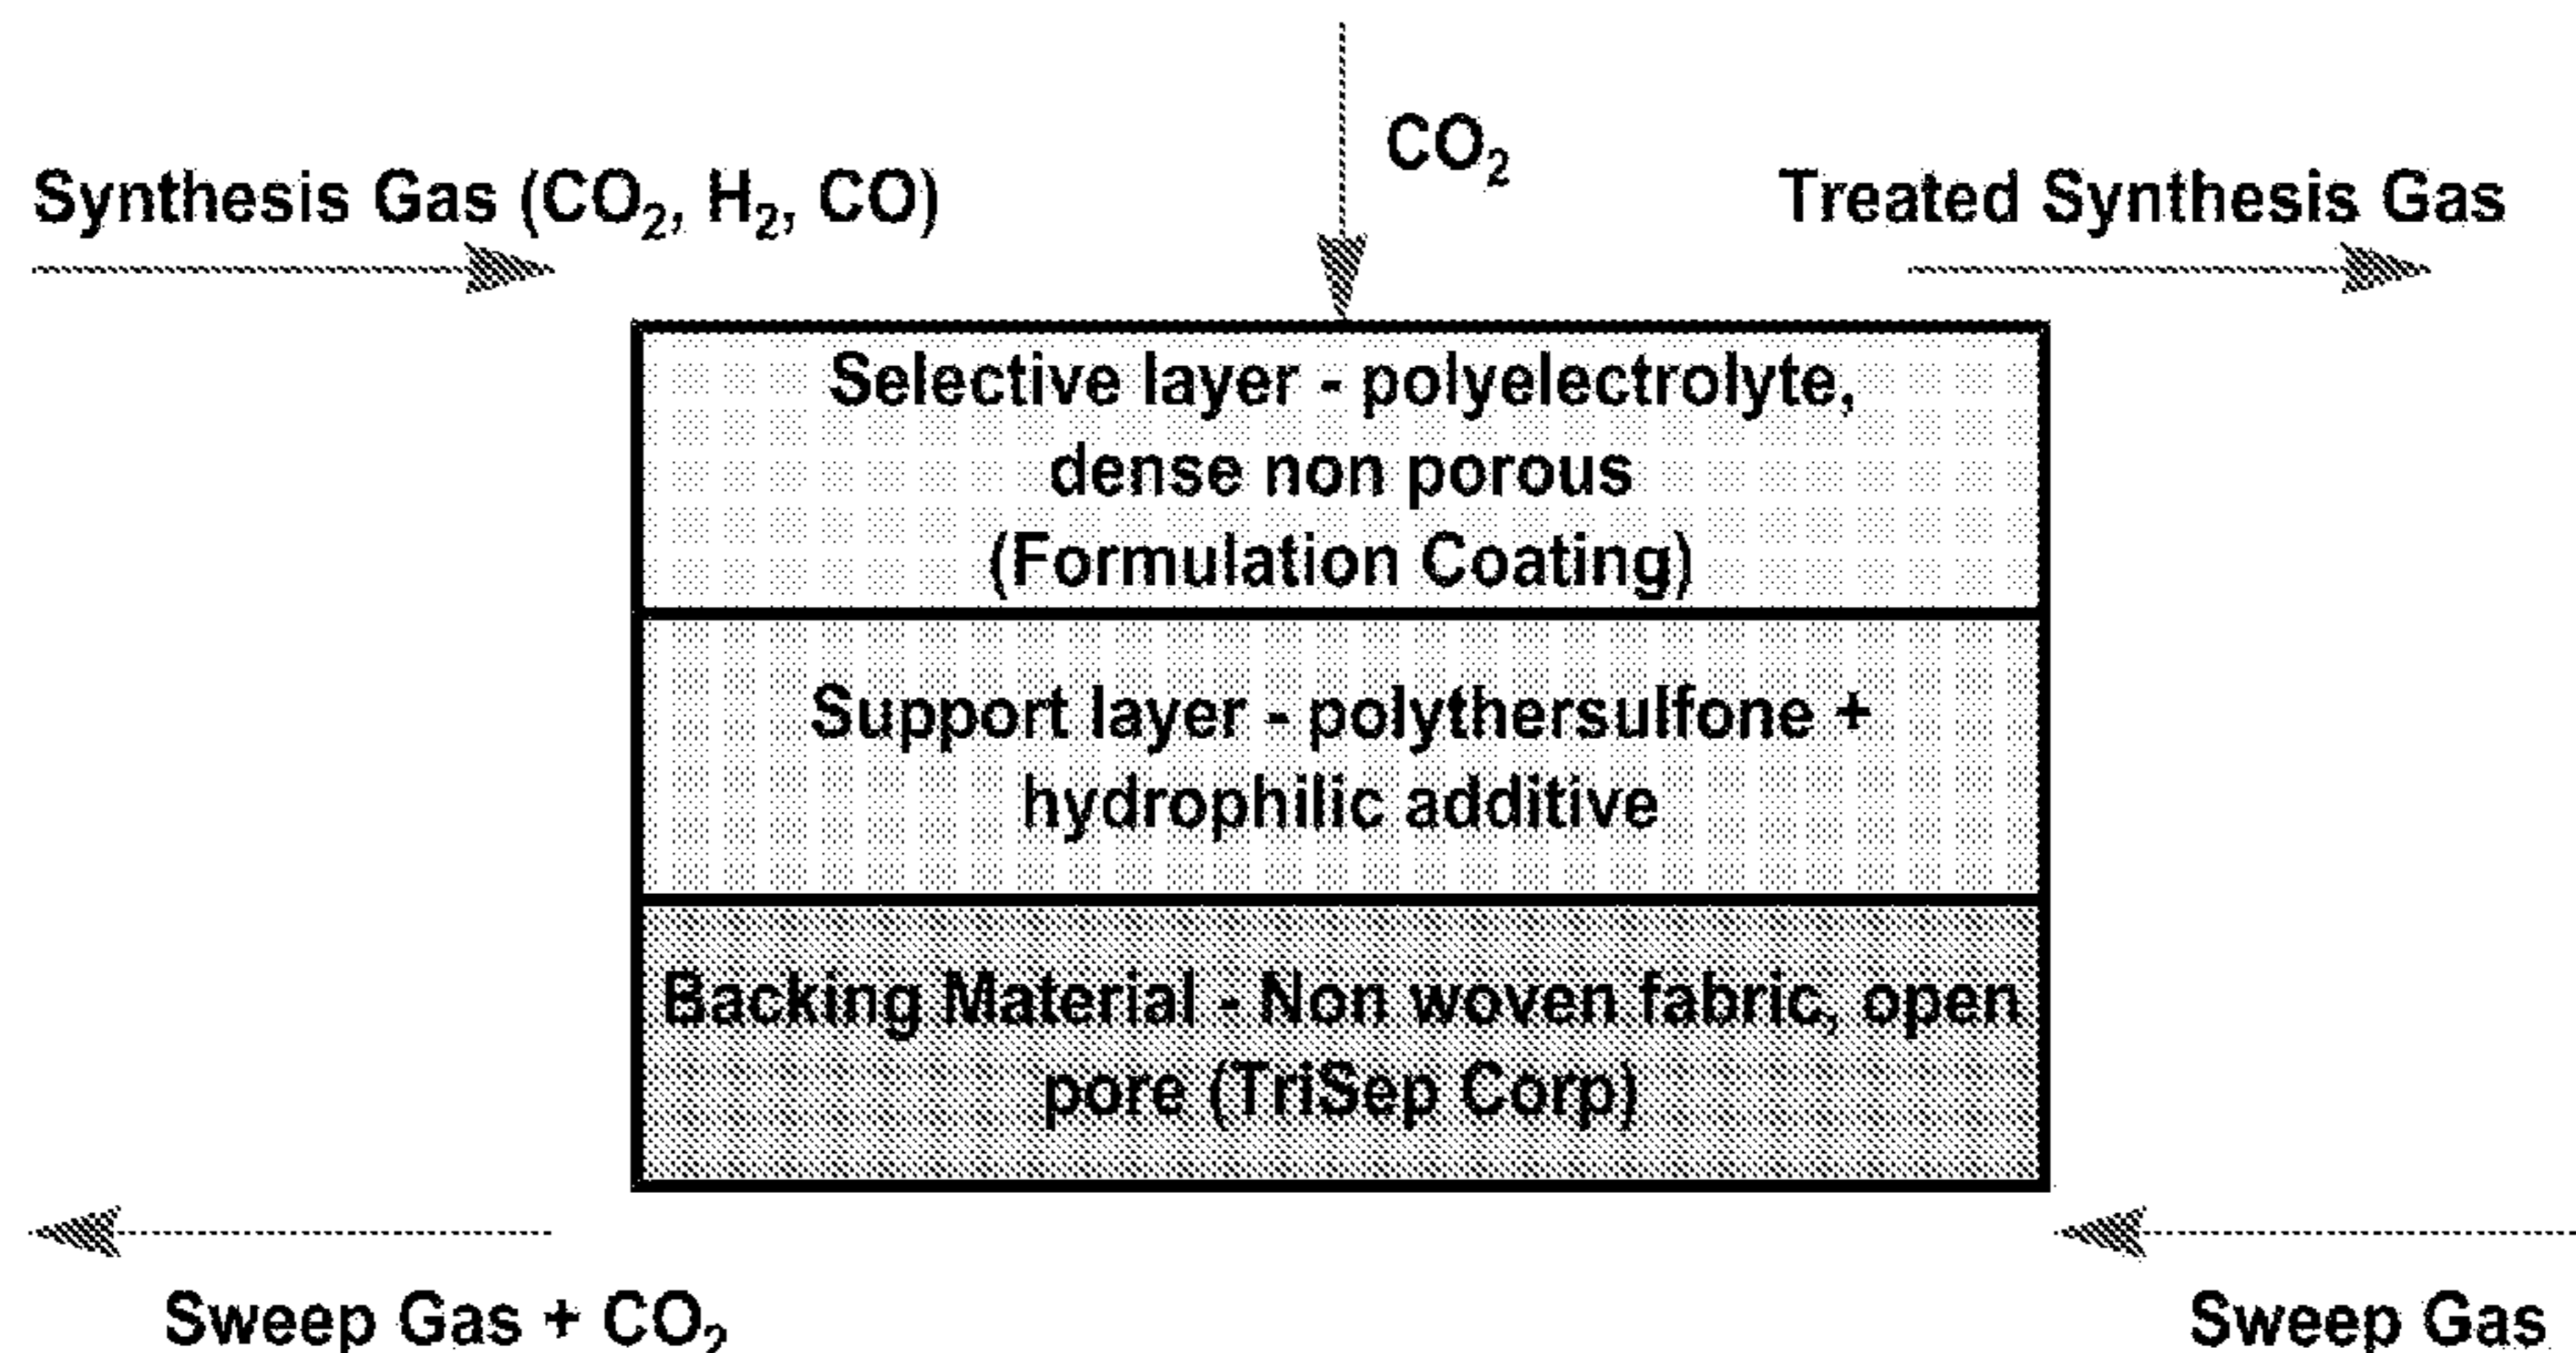 CO₂
Synthesis Gas (CO₂, H₂, CO)
Treated Synthesis Gas
Selective layer - polyelectrolyte,
dense non porous
(Formulation Coating)
Support layer - polythersulfone +
hydrophilic additive
Backing Material - Non woven fabric, open
pore (TriSep Corp)
Sweep Gas + CO₂
Sweep Gas